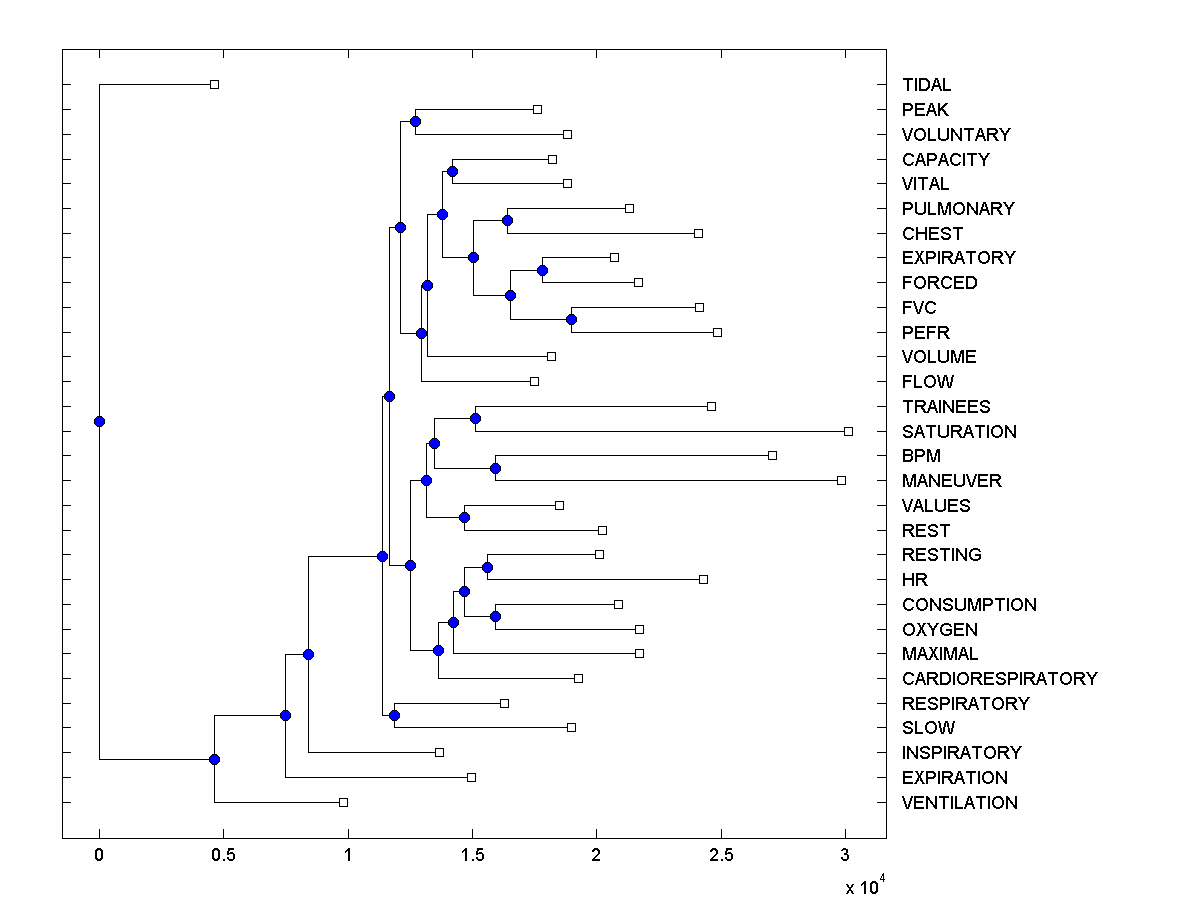 TIDAL
PEAK
VOLUNTARY
CAPACITY
VITAL
PULMONARY
CHEST
EXPIRATORY
FORCED
FVC
PEFR
VOLUME
FLOW
TRAINEES
SATURATION
BPM
MANEUVER
VALUES
REST
RESTING
HR
CONSUMPTION
OXYGEN
MAXIMAL
CARDIORESPIRATORY
RESPIRATORY
SLOW
INSPIRATORY
EXPIRATION
VENTILATION
0 0.5 1 1.5 2 2.5 3
x 10^4